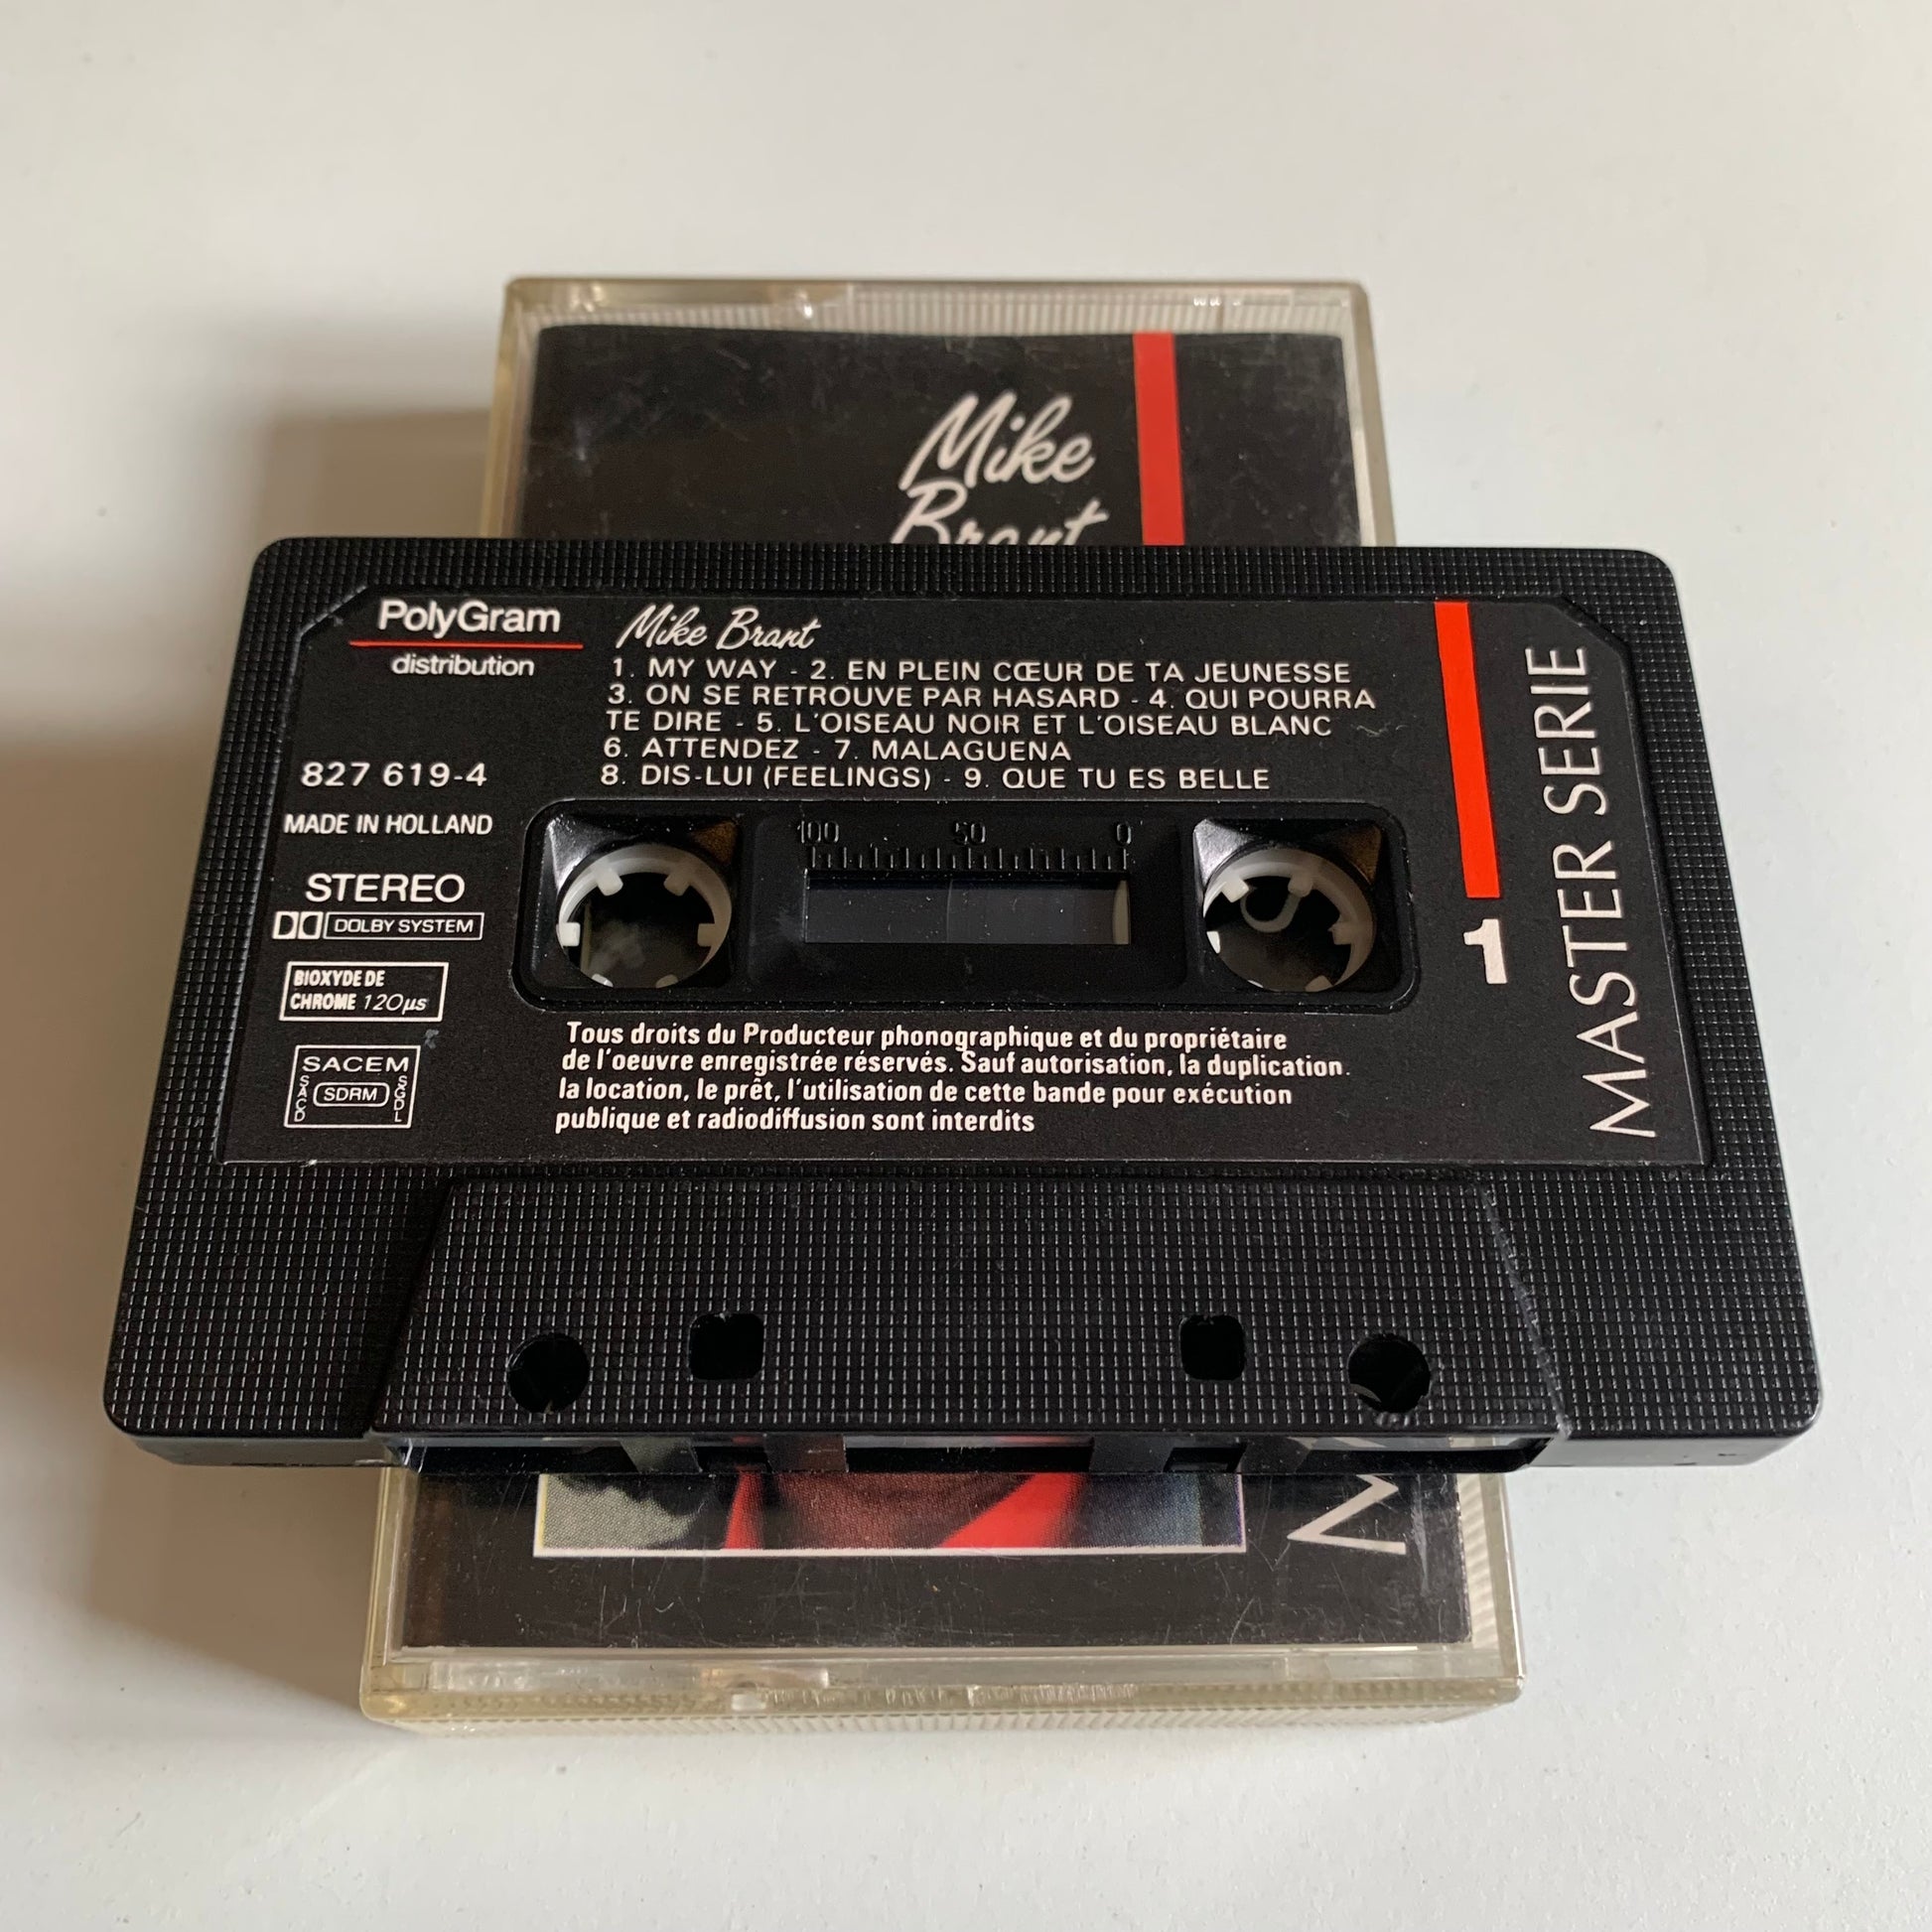 Mike
Brant
PolyGram
distribution
827 619-4
MADE IN HOLLAND
STEREO
DOLBY SYSTEM
BIOXYDE DE
CHROME 120µs
SACEM
SACD
SDRM
SGDL
Mike Brant
1. MY WAY - 2. EN PLEIN CŒUR DE TA JEUNESSE
3. ON SE RETROUVE PAR HASARD - 4. QUI POURRA
TE DIRE - 5. L'OISEAU NOIR ET L'OISEAU BLANC
6. ATTENDEZ - 7. MALAGUENA
8. DIS-LUI (FEELINGS) - 9. QUE TU ES BELLE
100 50 0
Tous droits du Producteur phonographique et du propriétaire
de l'oeuvre enregistrée réservés. Sauf autorisation, la duplication.
la location, le prêt, l'utilisation de cette bande pour exécution
publique et radiodiffusion sont interdits
1
MASTER SERIE
M